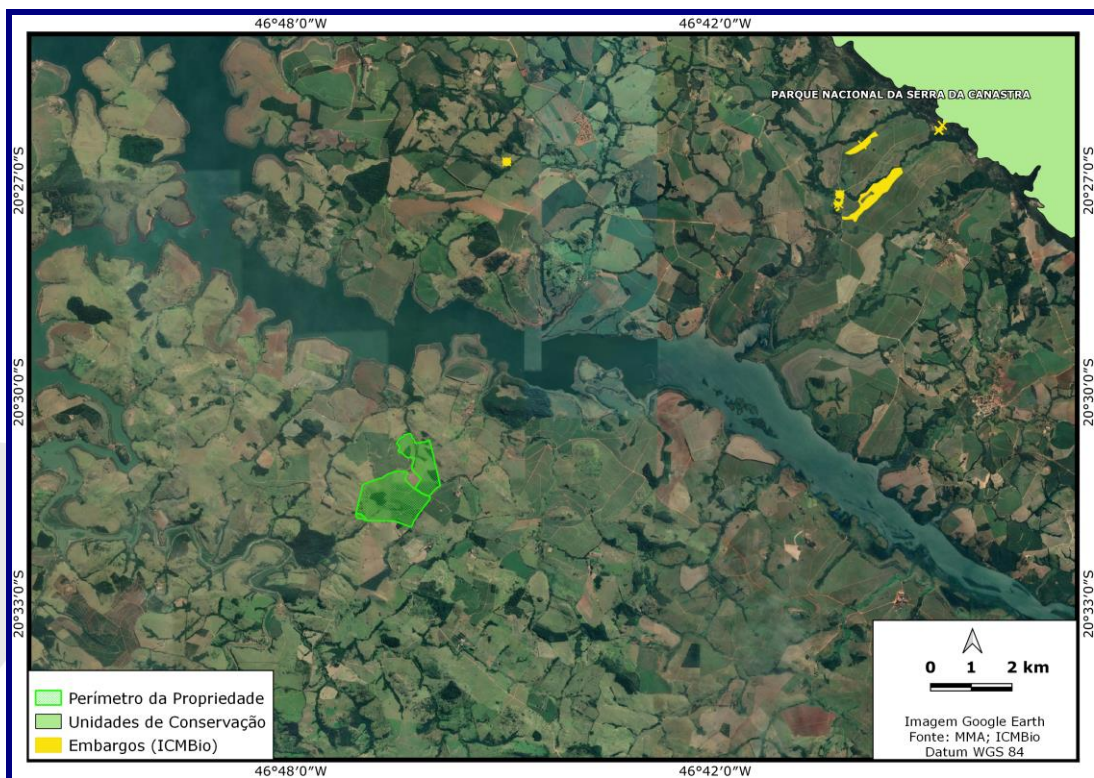 46°48'0"W
46°42'0"W
PARQUE NACIONAL DA SERRA DA CANASTRA
20°27'0"S
20°27'0"S
20°30'0"S
20°30'0"S
20°33'0"S
20°33'0"S
Perímetro da Propriedade
Unidades de Conservação
Embargos (ICMBio)
0 1 2 km
Imagem Google Earth
Fonte: MMA; ICMBio
Datum WGS 84
46°48'0"W
46°42'0"W